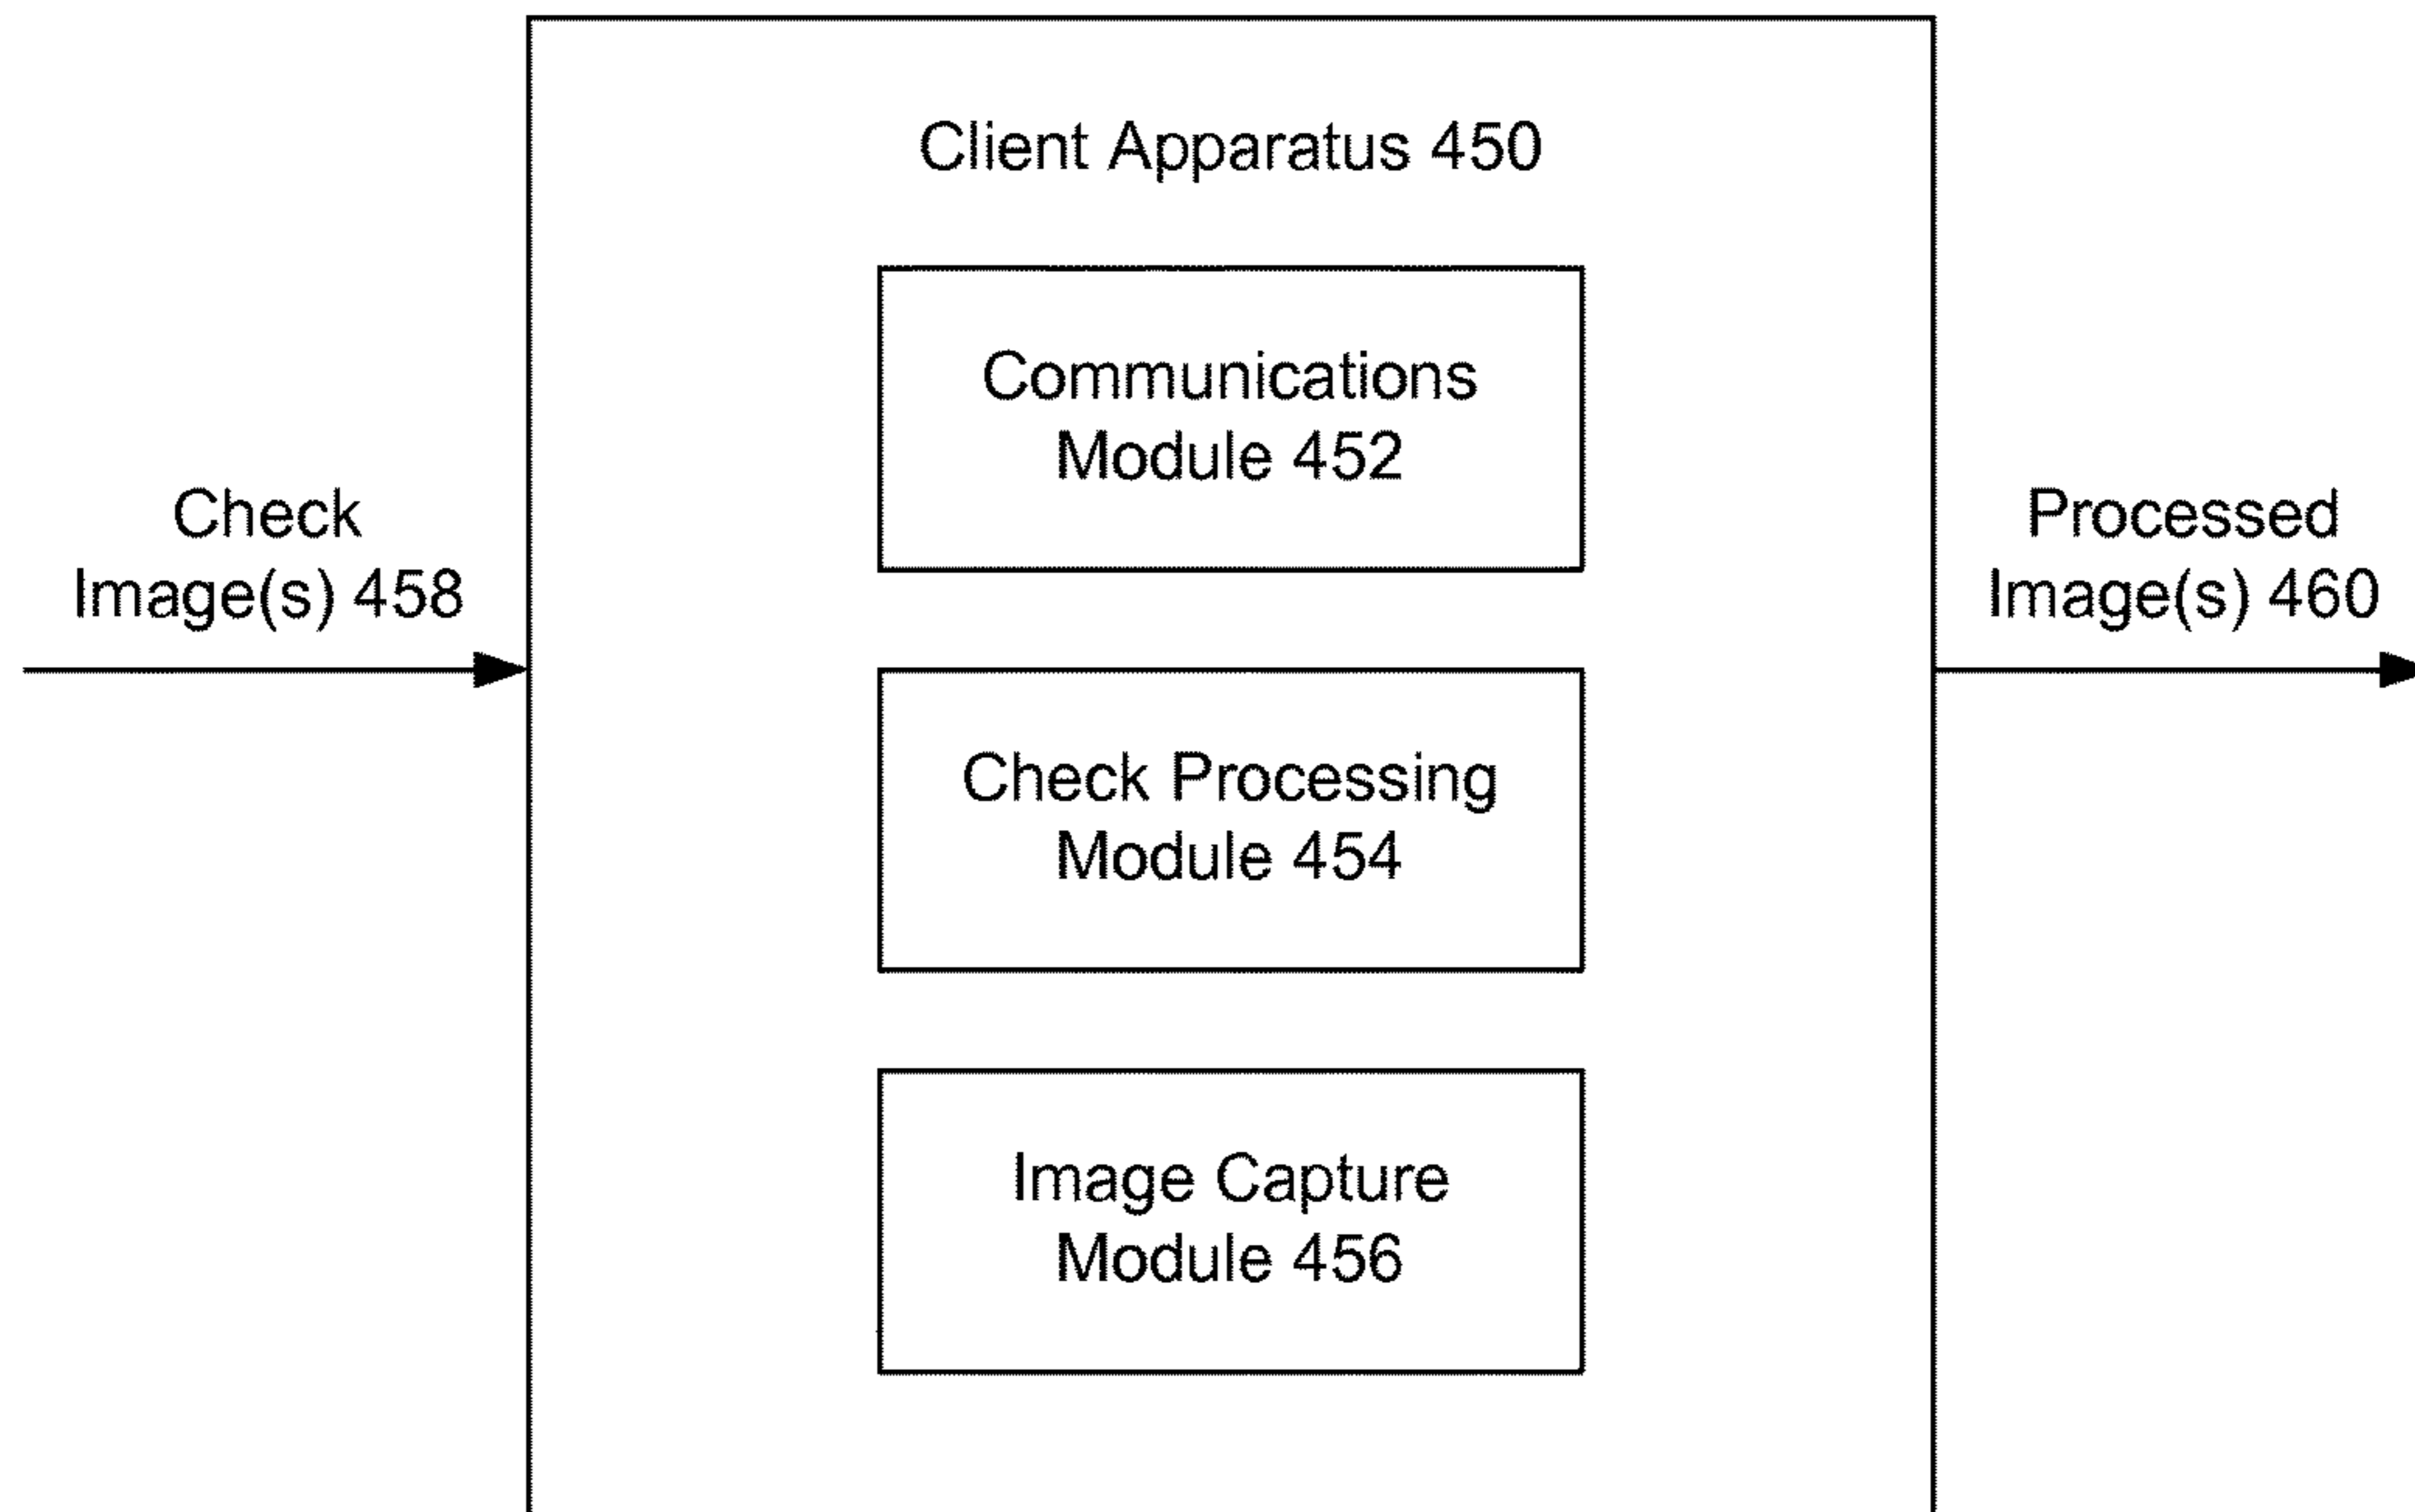 Client Apparatus 450
Communications
Module 452
Check
Image(s) 458
Processed
Image(s) 460
Check Processing
Module 454
Image Capture
Module 456